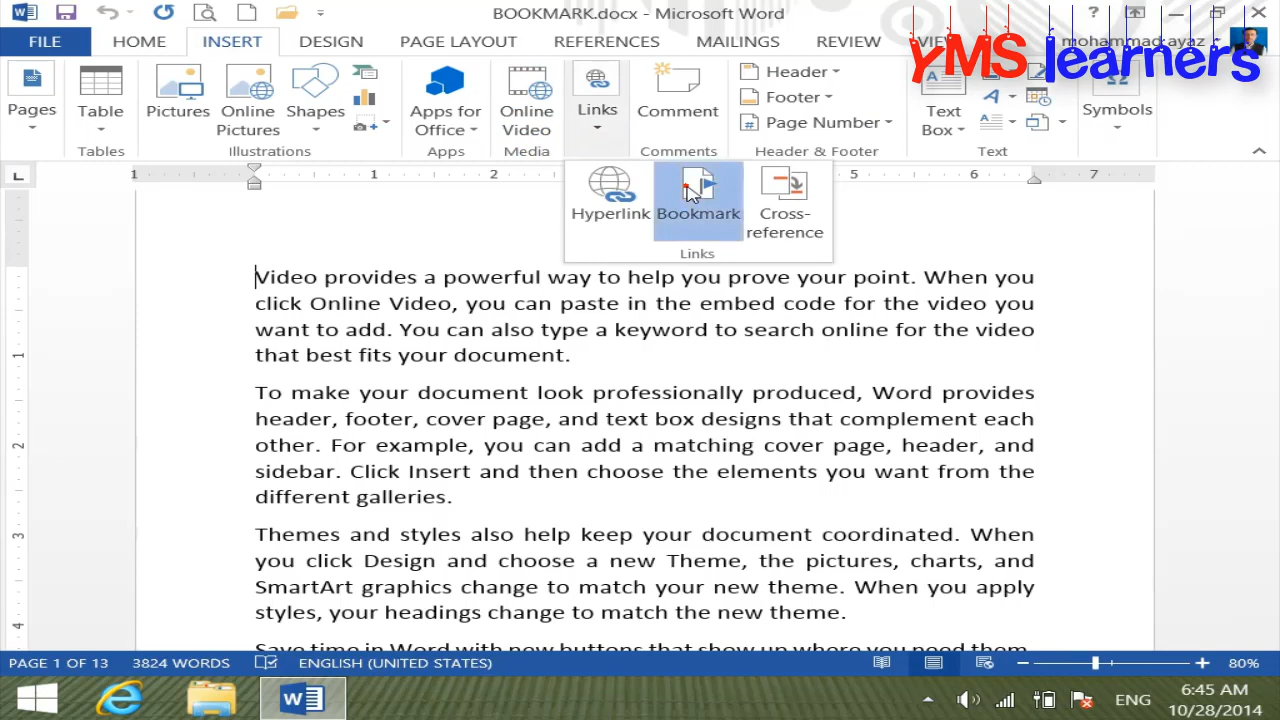 BOOKMARK.docx - Microsoft Word
?
FILE
HOME
INSERT
DESIGN
PAGE LAYOUT
REFERENCES
MAILINGS
REVIEW
VIEW
mohammad ayaz
YMS learners
Pages
Table
Pictures
Online
Pictures
Shapes
Apps for
Office
Online
Video
Links
Comment
Header
Footer
Page Number
Text
Box
Symbols
Tables
Illustrations
Apps
Media
Comments
Header & Footer
Text
Hyperlink
Bookmark
Cross-
reference
Links
1 1 2 5 6 7
Video provides a powerful way to help you prove your point. When you
click Online Video, you can paste in the embed code for the video you
want to add. You can also type a keyword to search online for the video
that best fits your document.
To make your document look professionally produced, Word provides
header, footer, cover page, and text box designs that complement each
other. For example, you can add a matching cover page, header, and
sidebar. Click Insert and then choose the elements you want from the
different galleries.
Themes and styles also help keep your document coordinated. When
you click Design and choose a new Theme, the pictures, charts, and
SmartArt graphics change to match your new theme. When you apply
styles, your headings change to match the new theme.
Save time in Word with new buttons that show up where you need them.
1
2
3
4
PAGE 1 OF 13
3824 WORDS
ENGLISH (UNITED STATES)
80%
ENG
6:45 AM
10/28/2014